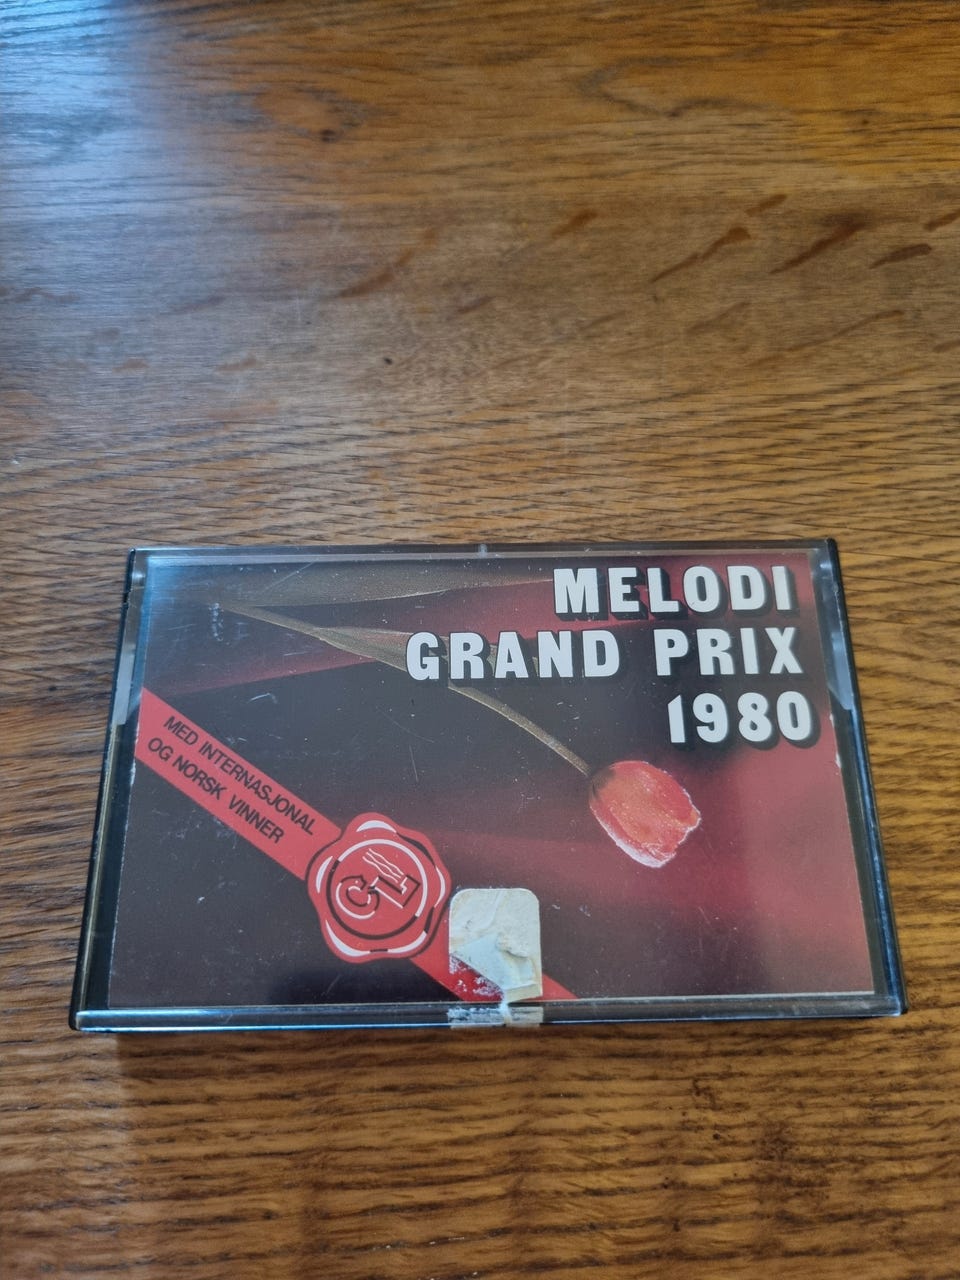 MELODI
GRAND PRIX
1980
MED INTERNASJONAL
OG NORSK VINNER